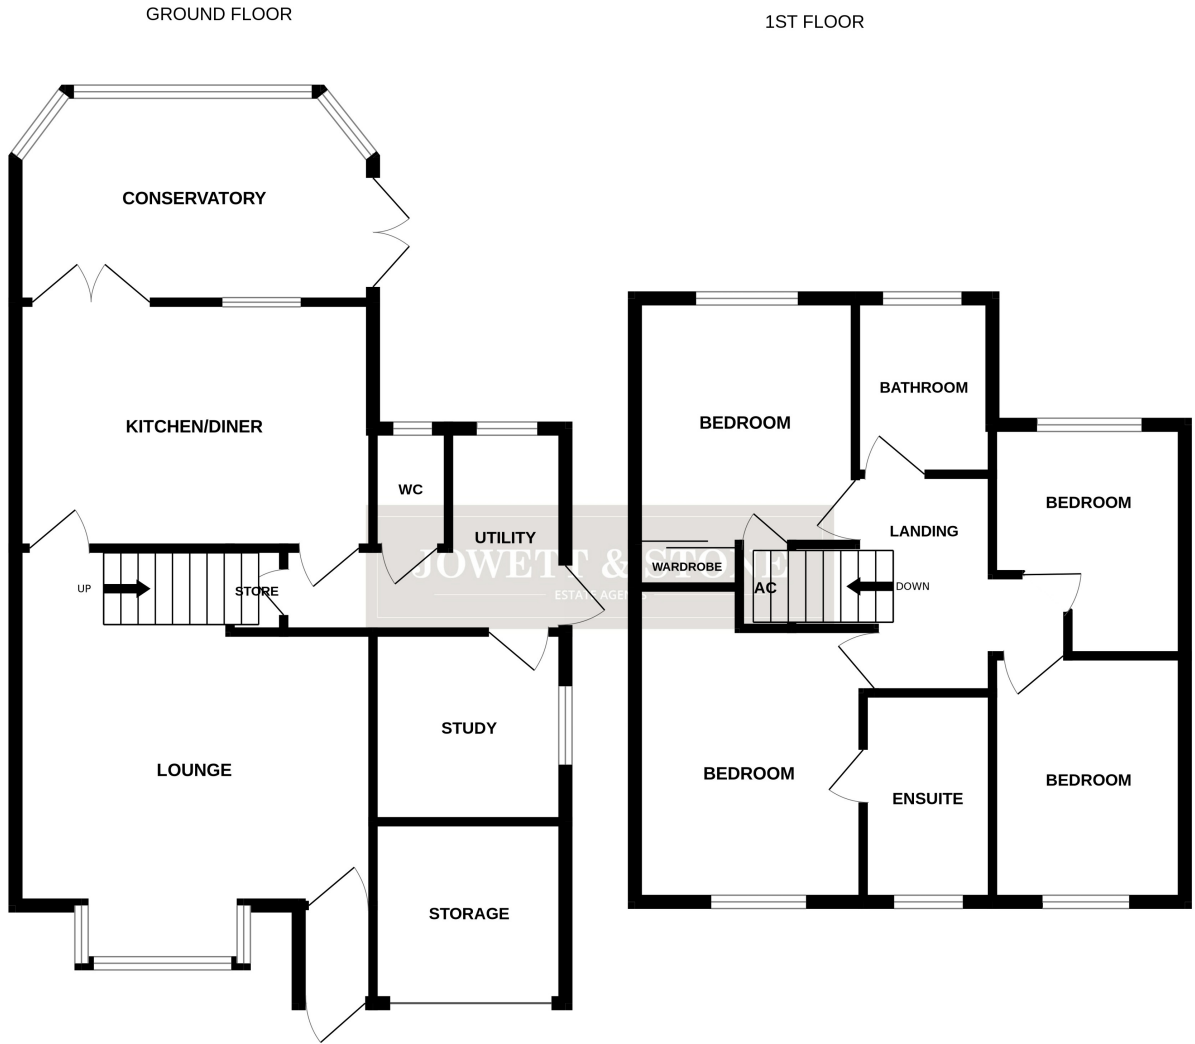 GROUND FLOOR
1ST FLOOR
CONSERVATORY
KITCHEN/DINER
BEDROOM
BATHROOM
WC
UTILITY
BEDROOM
LANDING
JOWETT & STONE
ESTATE AGENTS
WARDROBE
UP
STORE
AC
DOWN
STUDY
LOUNGE
BEDROOM
ENSUITE
BEDROOM
STORAGE